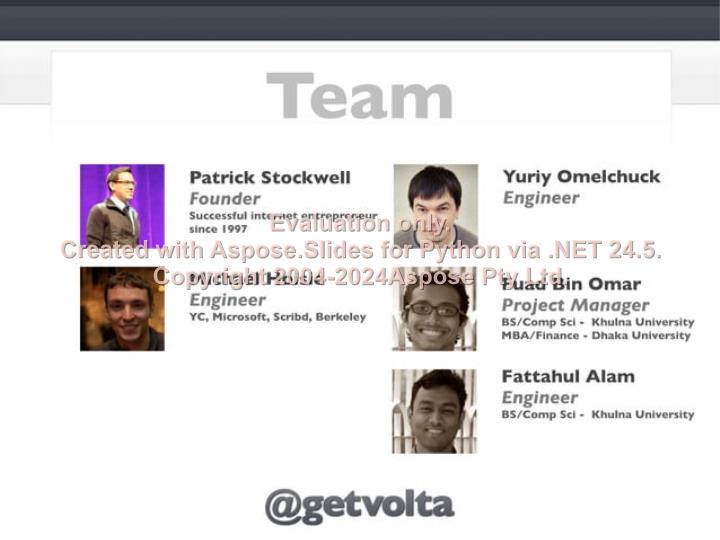 Team
Patrick Stockwell
Founder
Successful internet entrepreneur
since 1997
Yuriy Omelchuck
Engineer
Evaluation only.
Created with Aspose.Slides for Python via .NET 24.5.
Copyright 2004-2024Aspose Pty Ltd.
Engineer
YC, Microsoft, Scribd, Berkeley
Bin Omar
Project Manager
BS/Comp Sci - Khulna University
MBA/Finance - Dhaka University
Fattahul Alam
Engineer
BS/Comp Sci - Khulna University
@getvolta